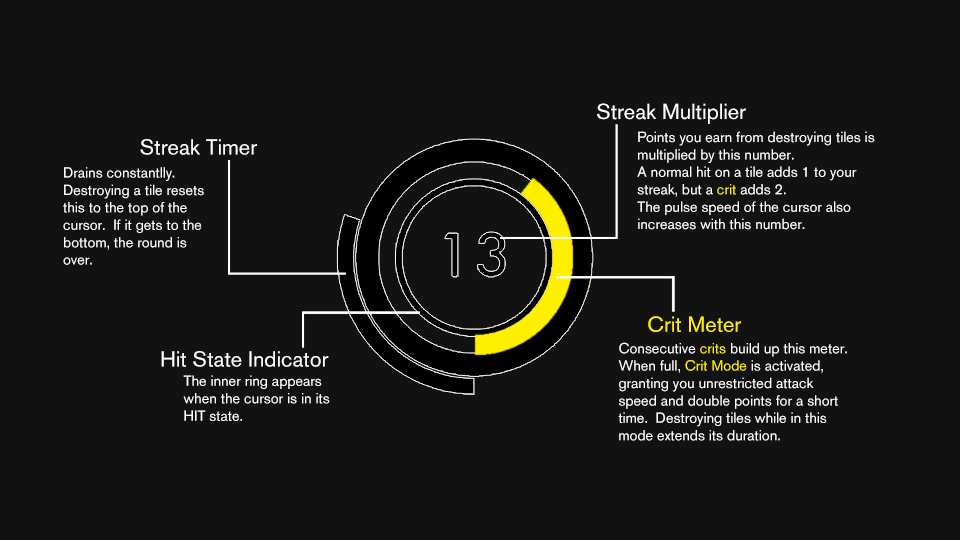 Streak Multiplier
Points you earn from destroying tiles is
multiplied by this number.
A normal hit on a tile adds 1 to your
streak, but a crit adds 2.
The pulse speed of the cursor also
increases with this number.
Streak Timer
Drains constantlly.
Destroying a tile resets
this to the top of the
cursor. If it gets to the
bottom, the round is
over.
13
Crit Meter
Consecutive crits build up this meter.
When full, Crit Mode is activated,
granting you unrestricted attack
speed and double points for a short
time. Destroying tiles while in this
mode extends its duration.
Hit State Indicator
The inner ring appears
when the cursor is in its
HIT state.